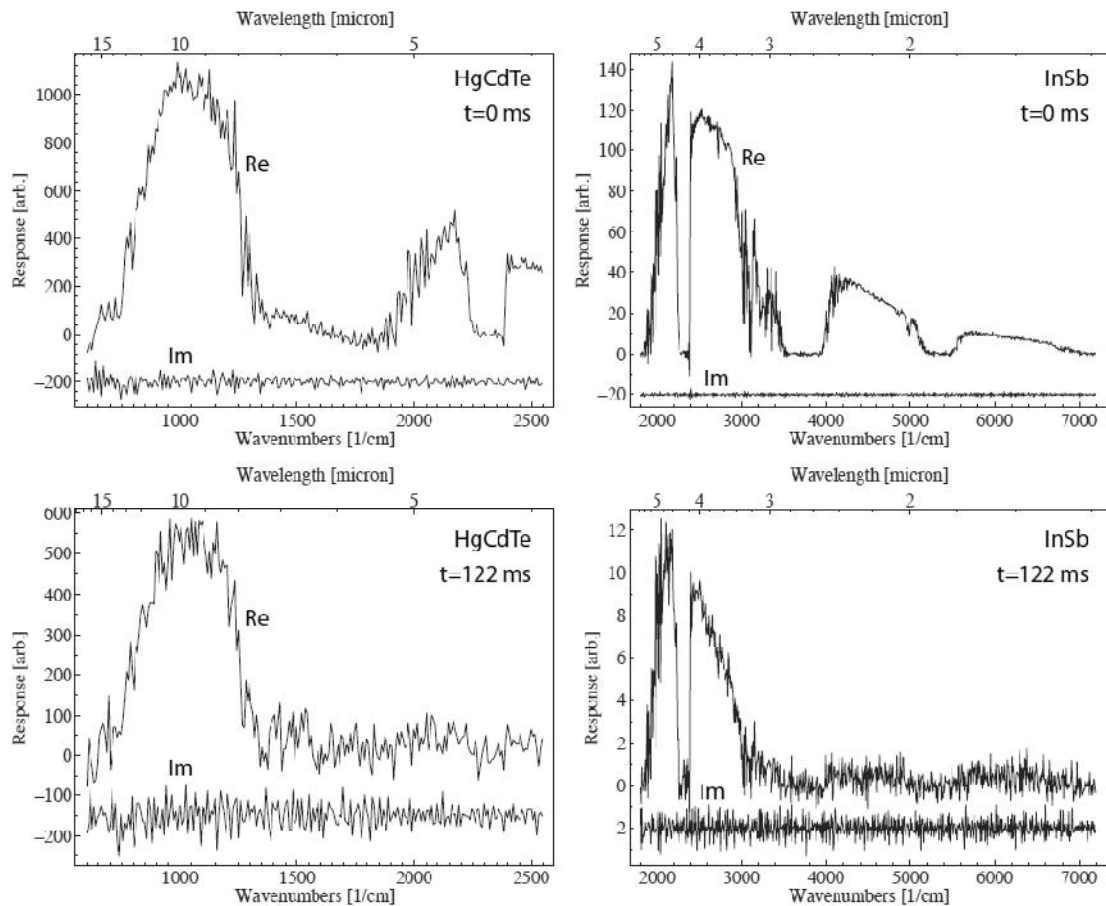 Wavelength [micron]
15 10 5
HgCdTe
t=0 ms
Re
Im
Response [arb.]
1000
800
600
400
200
0
−200
1000 1500 2000 2500
Wavenumbers [1/cm]
Wavelength [micron]
5 4 3 2
InSb
t=0 ms
Re
Im
Response [arb.]
140
120
100
80
60
40
20
0
−20
2000 3000 4000 5000 6000 7000
Wavenumbers [1/cm]
Wavelength [micron]
15 10 5
HgCdTe
t=122 ms
Re
Im
Response [arb.]
600
500
400
300
200
100
0
−100
−200
1000 1500 2000 2500
Wavenumbers [1/cm]
Wavelength [micron]
5 4 3 2
InSb
t=122 ms
Im
Response [arb.]
12
10
8
6
4
2
0
2
2000 3000 4000 5000 6000 7000
Wavenumbers [1/cm]